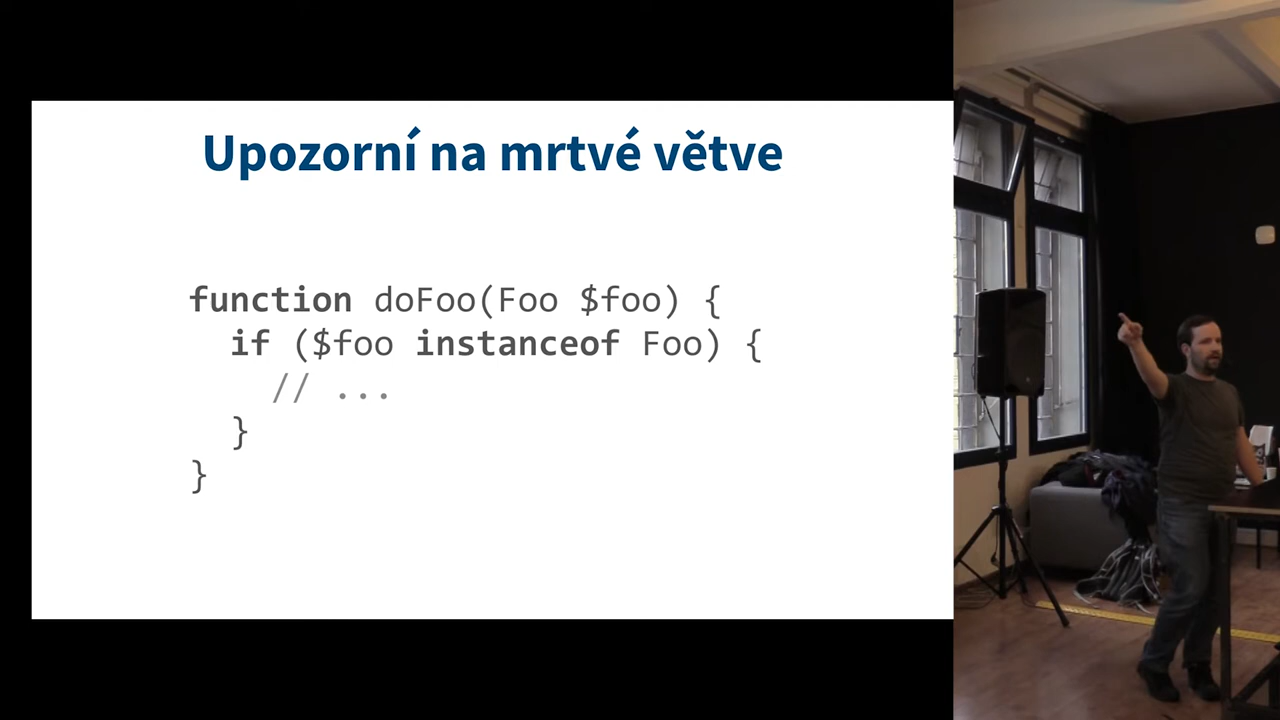 Upozorní na mrtvé větve
function doFoo(Foo $foo) {
if ($foo instanceof Foo) {
// ...
}
}